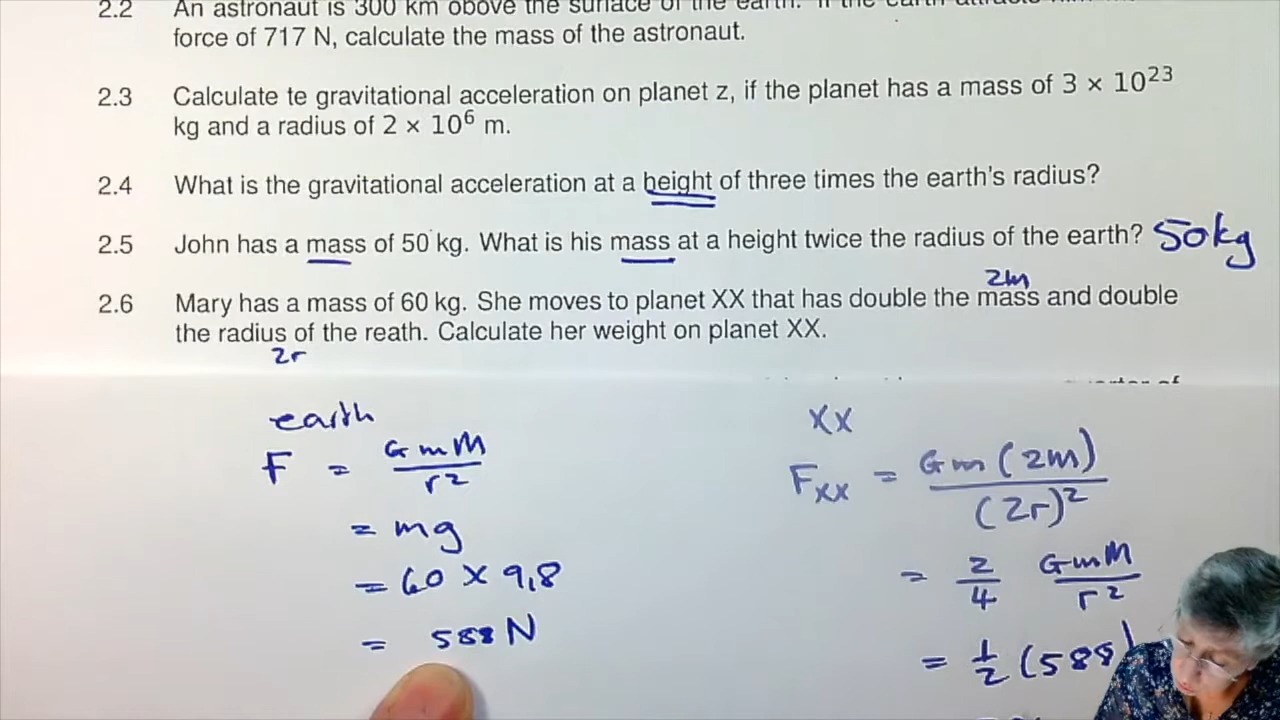 2.2 An astronaut is 300 km obove the surface of the earth. If the earth attracts him
force of 717 N, calculate the mass of the astronaut.
2.3 Calculate te gravitational acceleration on planet z, if the planet has a mass of 3 × 10²³
kg and a radius of 2 × 10⁶ m.
2.4 What is the gravitational acceleration at a height of three times the earth's radius?
2.5 John has a mass of 50 kg. What is his mass at a height twice the radius of the earth? 50kg
2m
2.6 Mary has a mass of 60 kg. She moves to planet XX that has double the mass and double
the radius of the reath. Calculate her weight on planet XX.
2r
earth
F = GmM/r²
= mg
= 60 × 9,8
= 588 N
XX
Fxx = Gm(2m)/(2r)²
= 2/4 GmM/r²
= 1/2 (588)